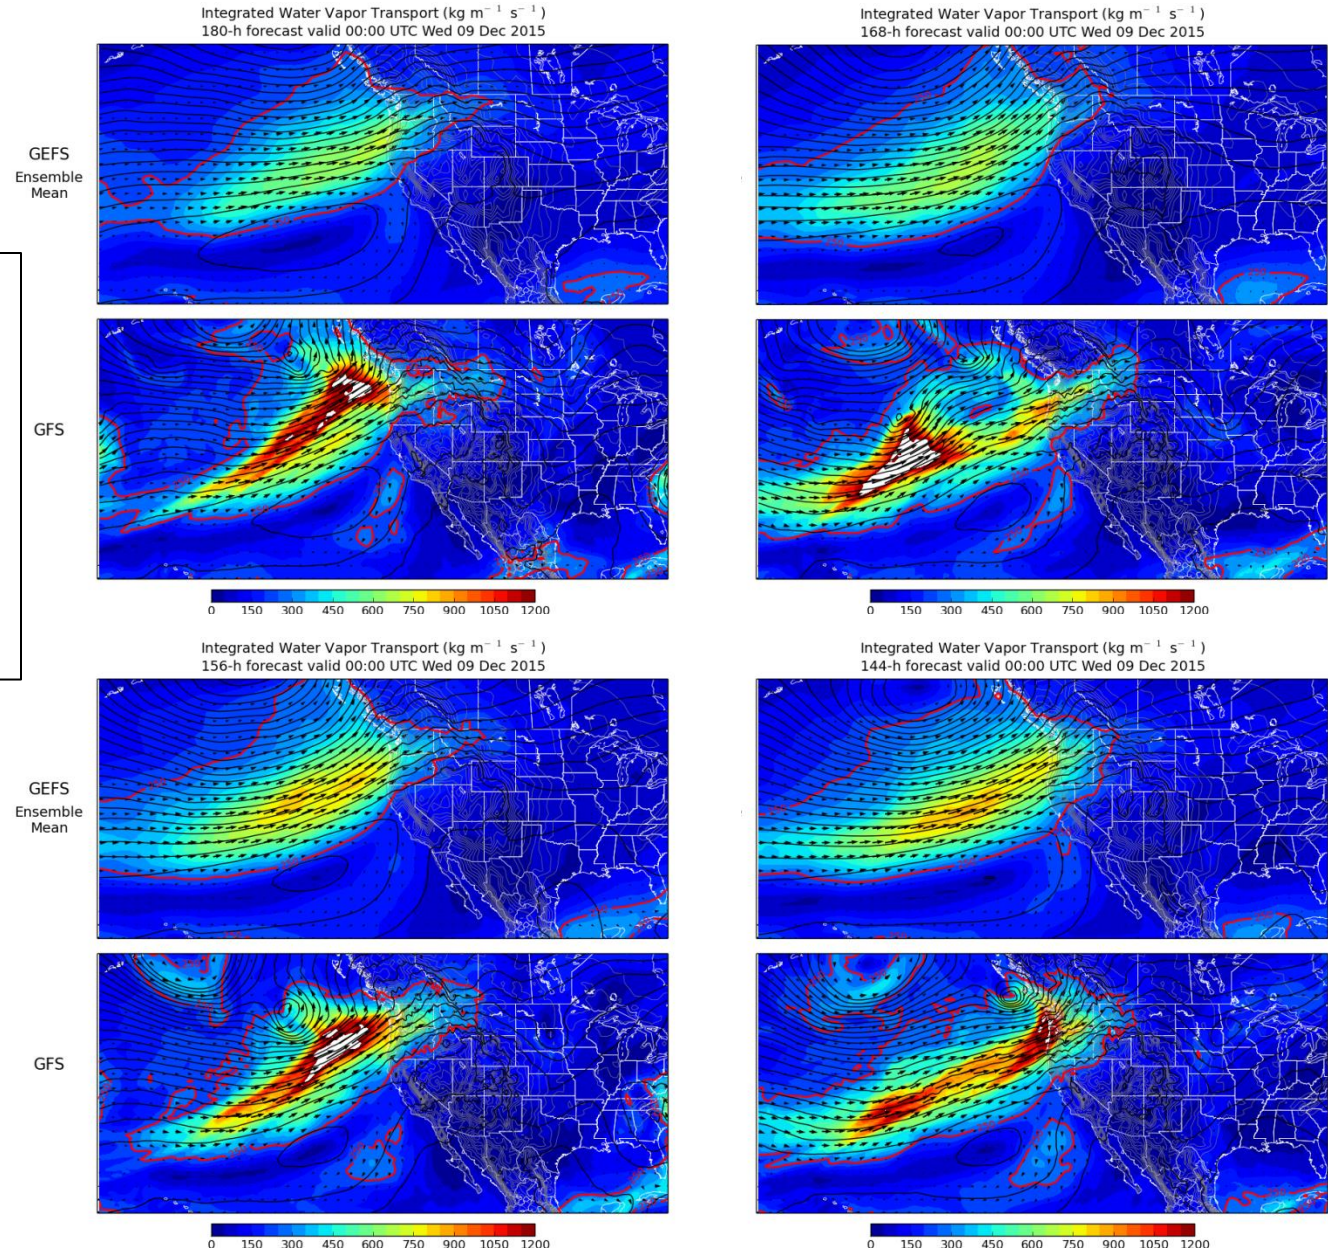 Integrated Water Vapor Transport (kg m⁻¹ s⁻¹)
180-h forecast valid 00:00 UTC Wed 09 Dec 2015
Integrated Water Vapor Transport (kg m⁻¹ s⁻¹)
168-h forecast valid 00:00 UTC Wed 09 Dec 2015
GEFS
Ensemble
Mean
GFS
0 150 300 450 600 750 900 1050 1200
0 150 300 450 600 750 900 1050 1200
Integrated Water Vapor Transport (kg m⁻¹ s⁻¹)
156-h forecast valid 00:00 UTC Wed 09 Dec 2015
Integrated Water Vapor Transport (kg m⁻¹ s⁻¹)
144-h forecast valid 00:00 UTC Wed 09 Dec 2015
GEFS
Ensemble
Mean
GFS
0 150 300 450 600 750 900 1050 1200
0 150 300 450 600 750 900 1050 1200